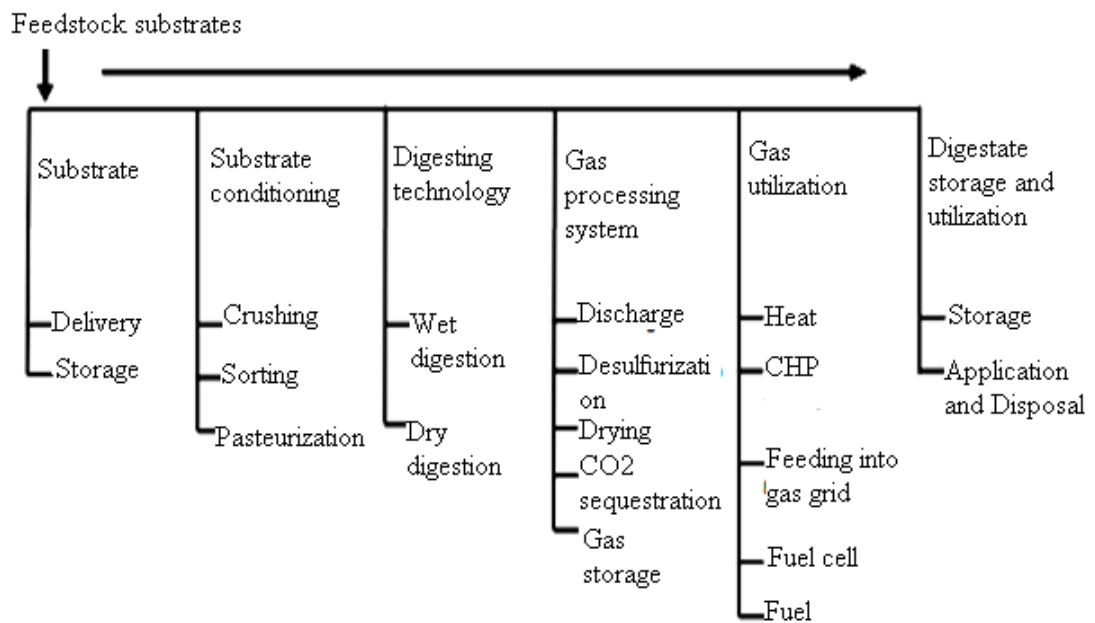 Feedstock substrates
Substrate
Delivery
Storage
Substrate
conditioning
Crushing
Sorting
Pasteurization
Digesting
technology
Wet
digestion
Dry
digestion
Gas
processing
system
Discharge
Desulfurizati
on
Drying
CO2
sequestration
Gas
storage
Gas
utilization
Heat
CHP
Feeding into
gas grid
Fuel cell
Fuel
Digestate
storage and
utilization
Storage
Application
and Disposal